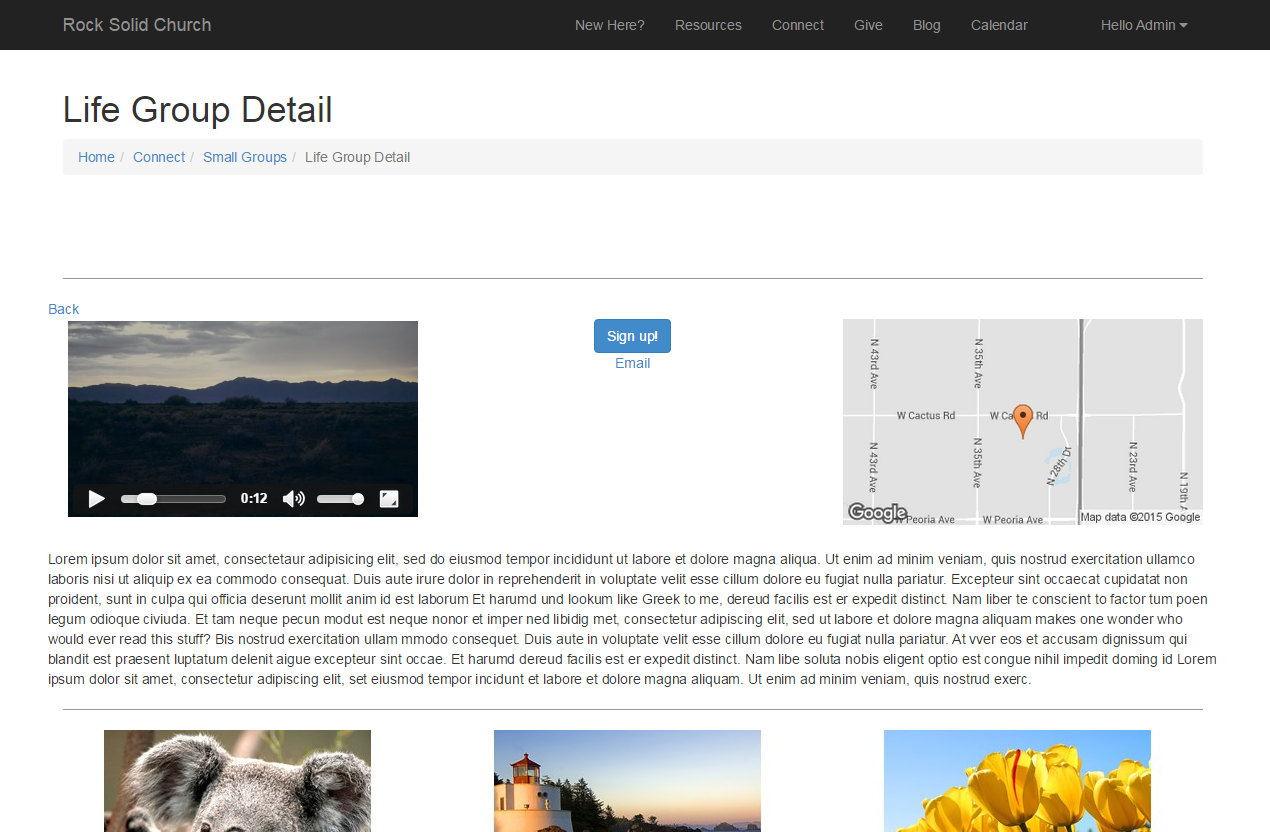 Rock Solid Church New Here? Resources Connect Give Blog Calendar Hello Admin
Life Group Detail
Home / Connect / Small Groups / Life Group Detail
Back
Sign up!
Email
0:12
N 43rd Ave
N 35th Ave
W Cactus Rd
W Ca Rd
N 43rd Ave
N 35th Ave
N 28th Dr
N 23rd Ave
N 19th A
Google
W Peoria Ave
W Peoria Ave
Map data ©2015 Google
Lorem ipsum dolor sit amet, consectetaur adipisicing elit, sed do eiusmod tempor incididunt ut labore et dolore magna aliqua. Ut enim ad minim veniam, quis nostrud exercitation ullamco
laboris nisi ut aliquip ex ea commodo consequat. Duis aute irure dolor in reprehenderit in voluptate velit esse cillum dolore eu fugiat nulla pariatur. Excepteur sint occaecat cupidatat non
proident, sunt in culpa qui officia deserunt mollit anim id est laborum Et harumd und lookum like Greek to me, dereud facilis est er expedit distinct. Nam liber te conscient to factor tum poen
legum odioque civiuda. Et tam neque pecun modut est neque nonor et imper ned libidig met, consectetur adipiscing elit, sed ut labore et dolore magna aliquam makes one wonder who
would ever read this stuff? Bis nostrud exercitation ullam mmodo consequet. Duis aute in voluptate velit esse cillum dolore eu fugiat nulla pariatur. At vver eos et accusam dignissum qui
blandit est praesent luptatum delenit aigue excepteur sint occae. Et harumd dereud facilis est er expedit distinct. Nam libe soluta nobis eligent optio est congue nihil impedit doming id Lorem
ipsum dolor sit amet, consectetur adipiscing elit, set eiusmod tempor incidunt et labore et dolore magna aliquam. Ut enim ad minim veniam, quis nostrud exerc.